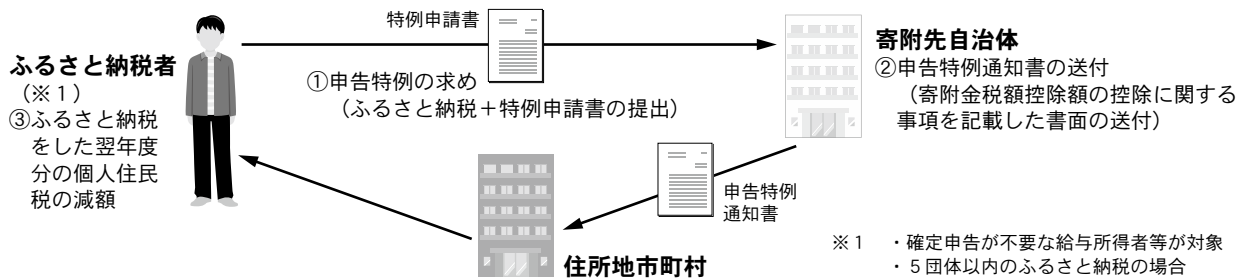 特例申請書
ふるさと納税者
（※１）
③ふるさと納税
をした翌年度
分の個人住民
税の減額
①申告特例の求め
（ふるさと納税＋特例申請書の提出）
寄附先自治体
②申告特例通知書の送付
（寄附金税額控除額の控除に関する
事項を記載した書面の送付）
申告特例
通知書
住所地市町村
※１　・確定申告が不要な給与所得者等が対象
・５団体以内のふるさと納税の場合